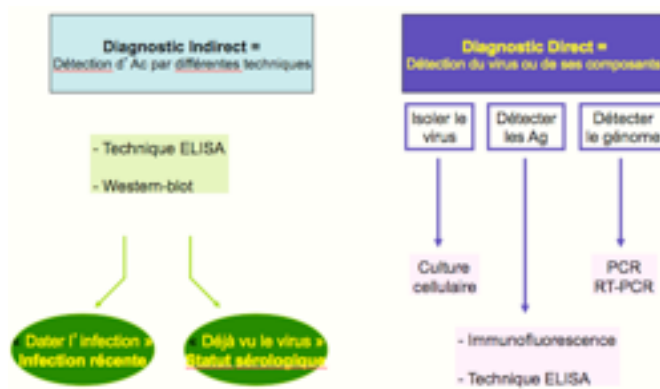 Diagnostic Indirect =
Détection d' Ac par différentes techniques
- Technique ELISA
- Western-blot
« Dater l' infection »
Infection récente
« Déjà vu le virus »
Statut sérologique
Diagnostic Direct =
Détection du virus ou de ses composants
Isoler le
virus
Détecter
les Ag
Détecter
le génome
Culture
cellulaire
PCR
RT-PCR
- Immunofluorescence
- Technique ELISA